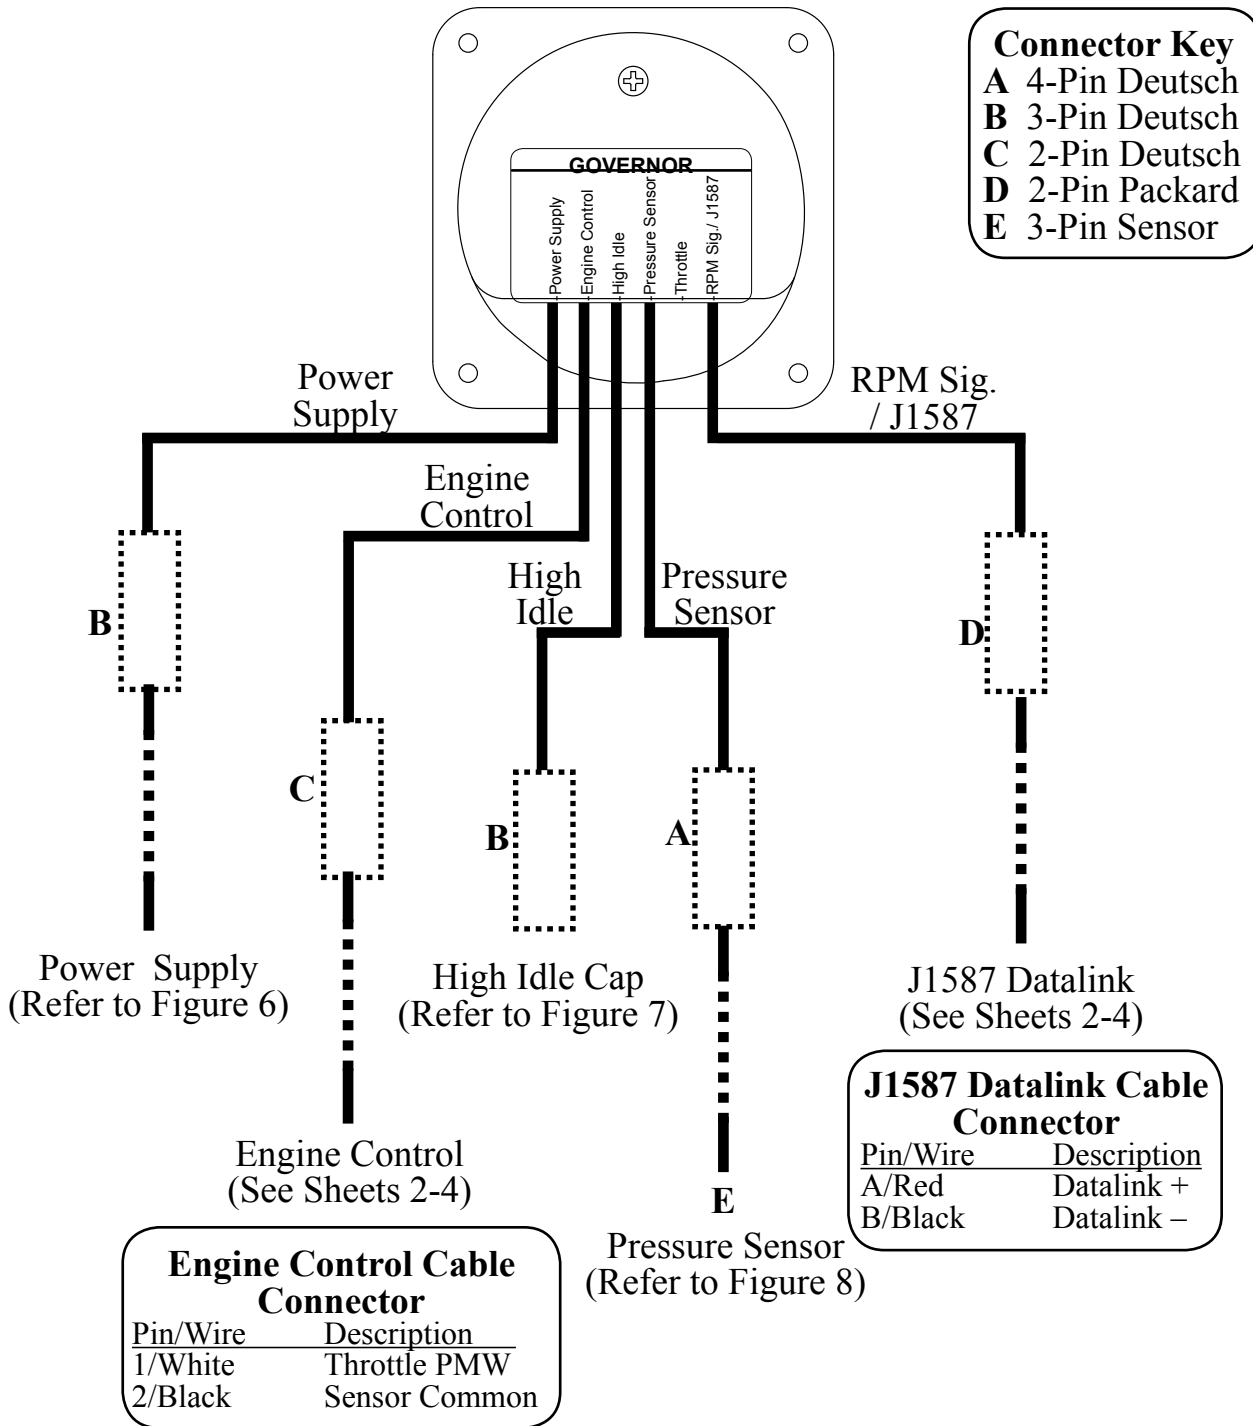 Connector Key
A 4-Pin Deutsch
B 3-Pin Deutsch
C 2-Pin Deutsch
D 2-Pin Packard
E 3-Pin Sensor
GOVERNOR
-Power Supply
-Engine Control
-High Idle
-Pressure Sensor
-Throttle
-RPM Sig./ J1587
Power
Supply
RPM Sig.
/ J1587
Engine
Control
High
Idle
Pressure
Sensor
B
D
C
B
A
Power Supply
(Refer to Figure 6)
High Idle Cap
(Refer to Figure 7)
J1587 Datalink
(See Sheets 2-4)
J1587 Datalink Cable
Connector
Pin/Wire Description
A/Red Datalink +
B/Black Datalink –
Engine Control
(See Sheets 2-4)
E
Pressure Sensor
(Refer to Figure 8)
Engine Control Cable
Connector
Pin/Wire Description
1/White Throttle PMW
2/Black Sensor Common